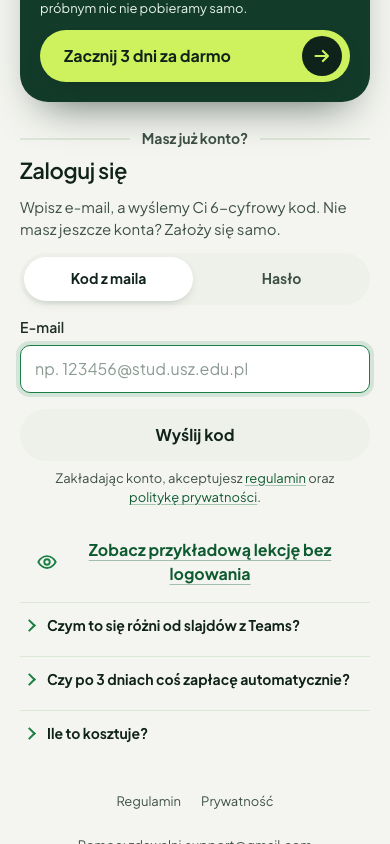 próbnym nic nie pobieramy samo.
Zacznij 3 dni za darmo
Masz już konto?
Zaloguj się
Wpisz e-mail, a wyślemy Ci 6–cyfrowy kod. Nie
masz jeszcze konta? Założy się samo.
Kod z maila
Hasło
E-mail
np. 123456@stud.usz.edu.pl
Wyślij kod
Zakładając konto, akceptujesz regulamin oraz
politykę prywatności.
Zobacz przykładową lekcję bez
logowania
Czym to się różni od slajdów z Teams?
Czy po 3 dniach coś zapłacę automatycznie?
Ile to kosztuje?
Regulamin Prywatność